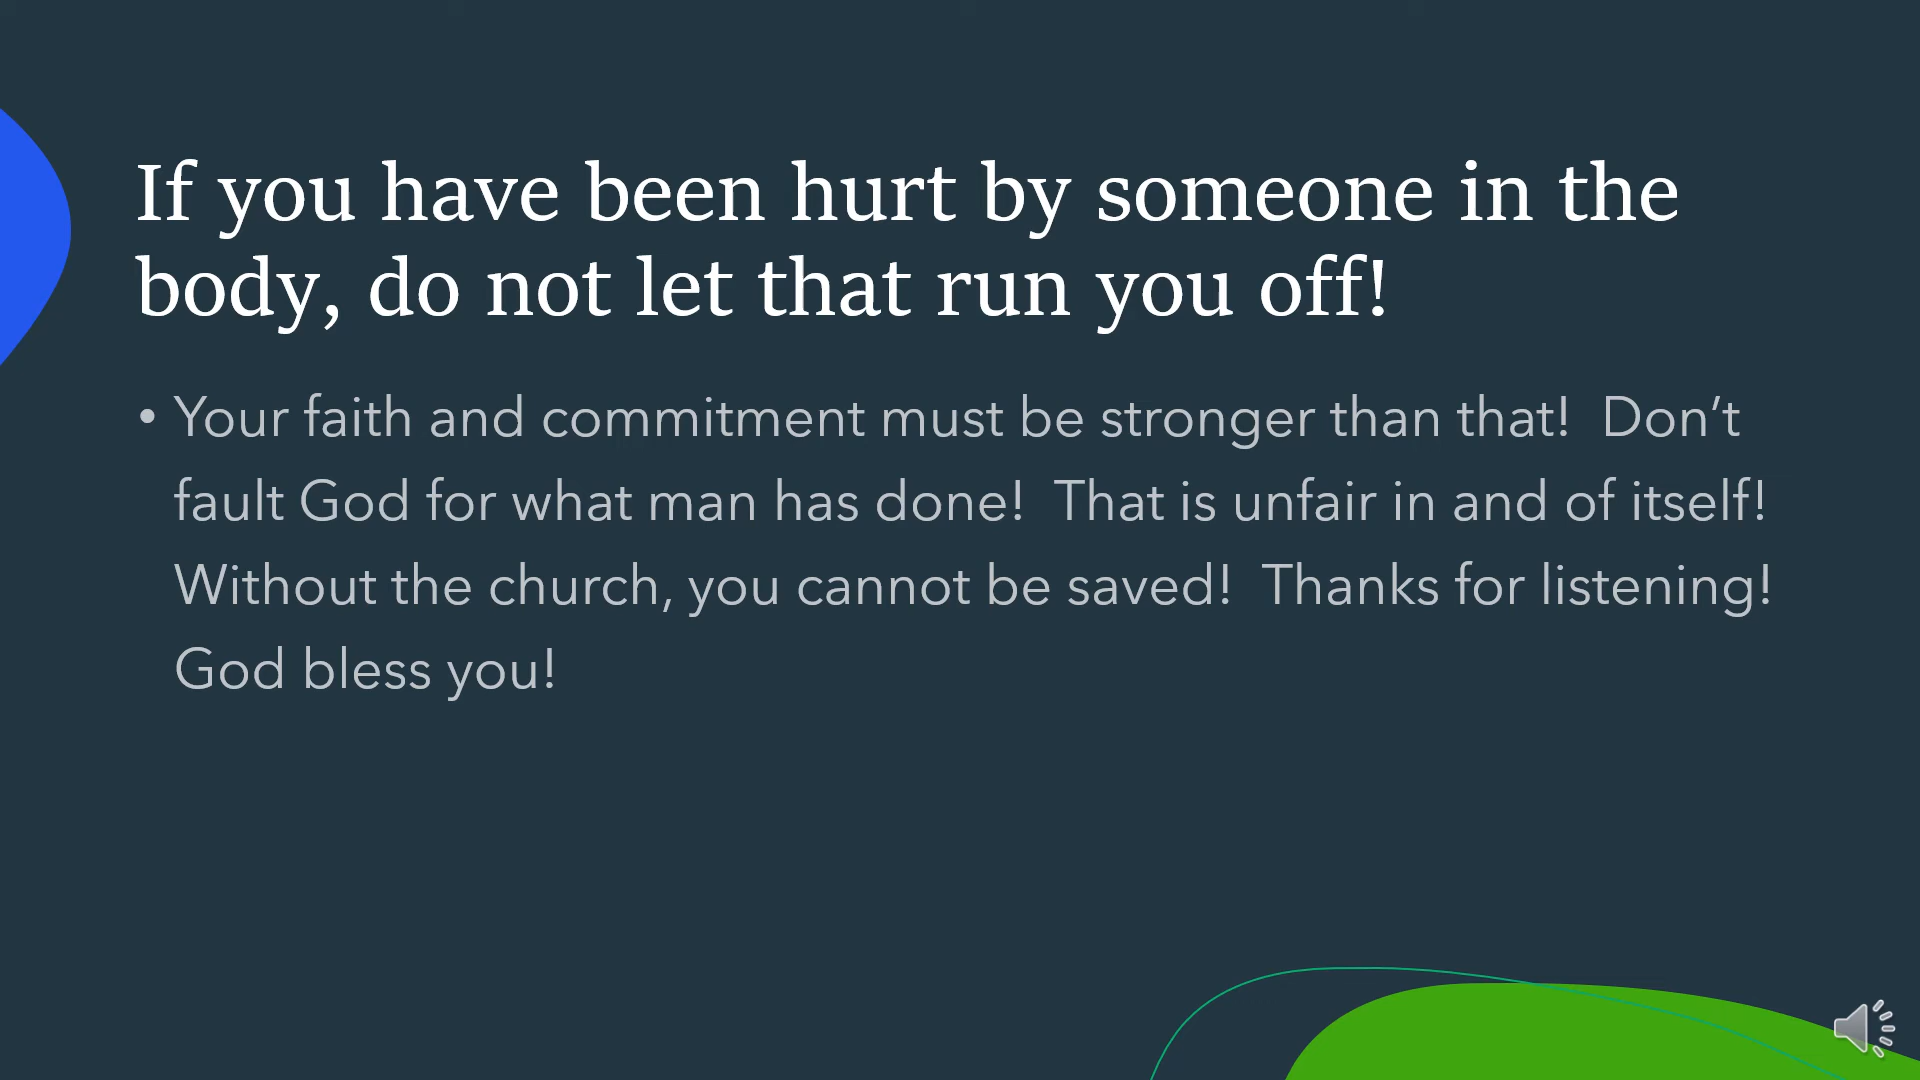 If you have been hurt by someone in the
body, do not let that run you off!
• Your faith and commitment must be stronger than that!  Don’t
fault God for what man has done!  That is unfair in and of itself!
Without the church, you cannot be saved!  Thanks for listening!
God bless you!